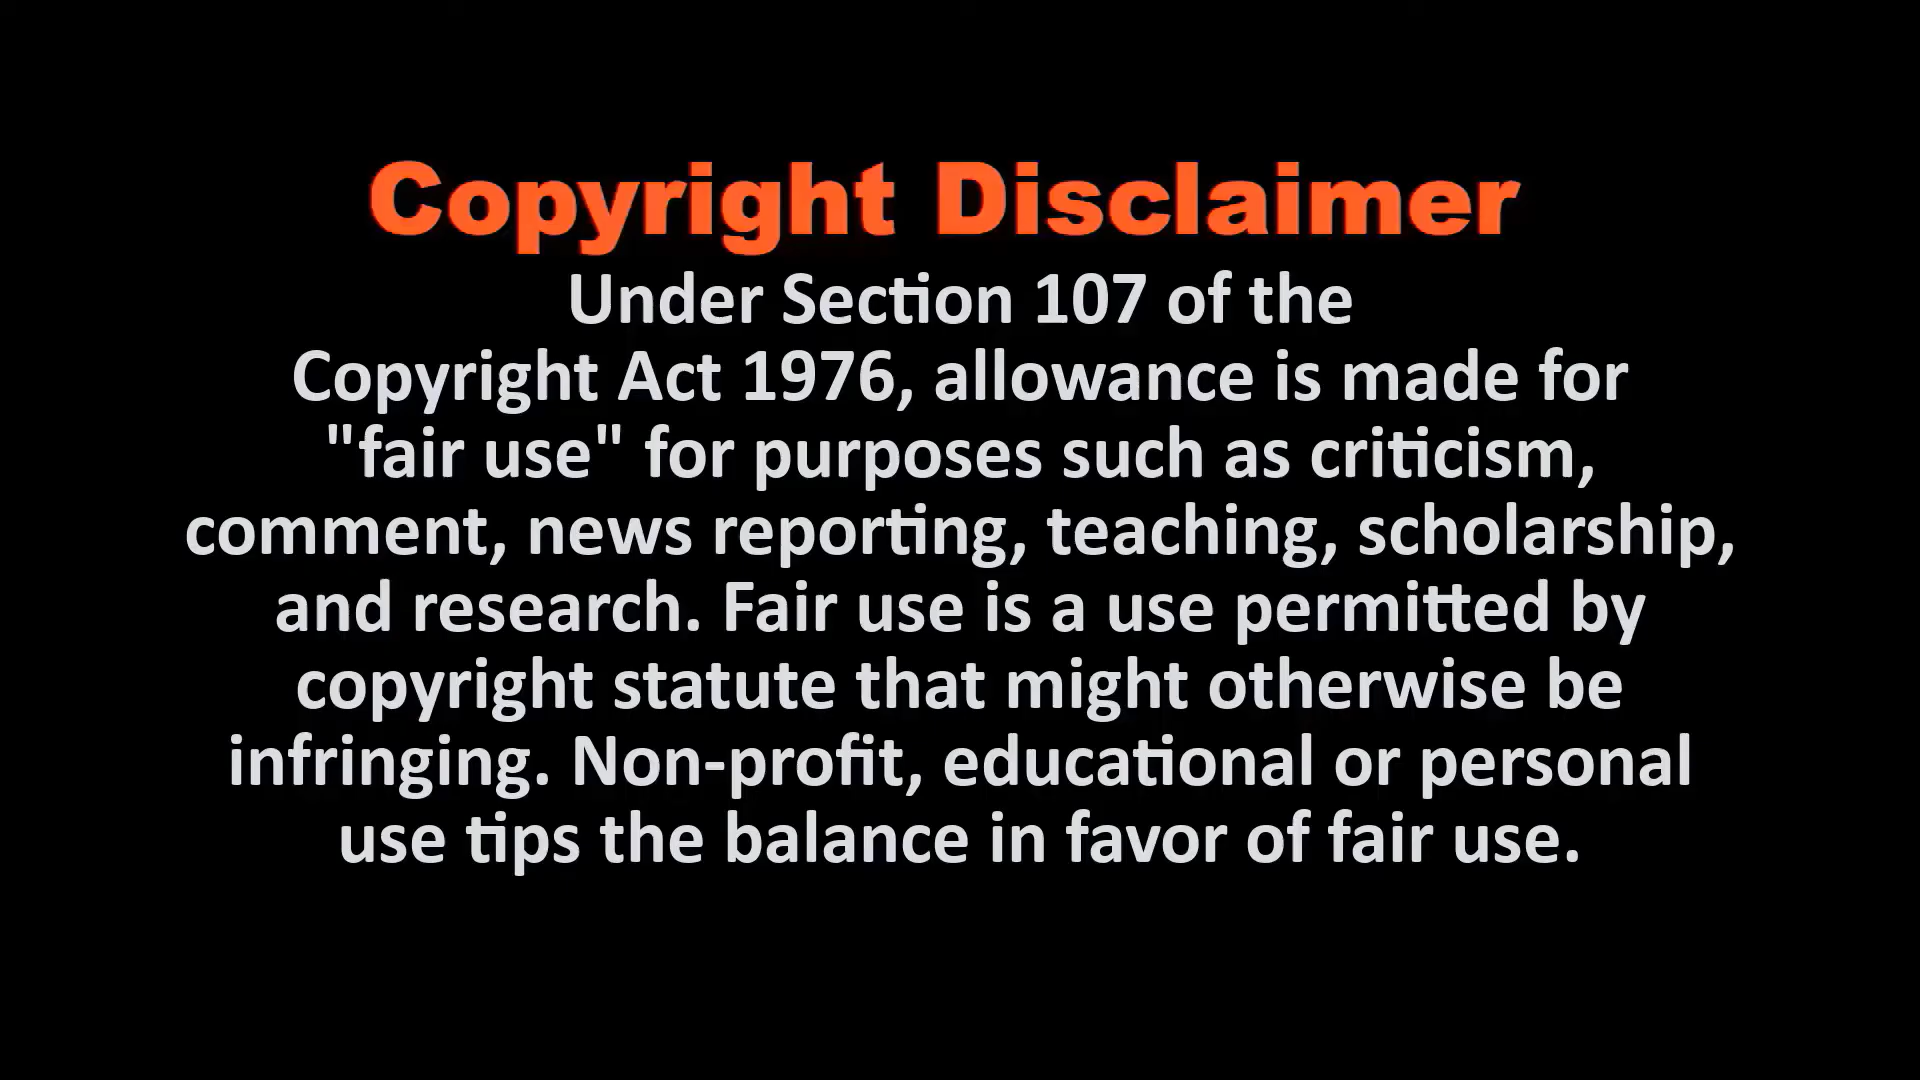 Copyright Disclaimer
Under Section 107 of the
Copyright Act 1976, allowance is made for
"fair use" for purposes such as criticism,
comment, news reporting, teaching, scholarship,
and research. Fair use is a use permitted by
copyright statute that might otherwise be
infringing. Non-profit, educational or personal
use tips the balance in favor of fair use.